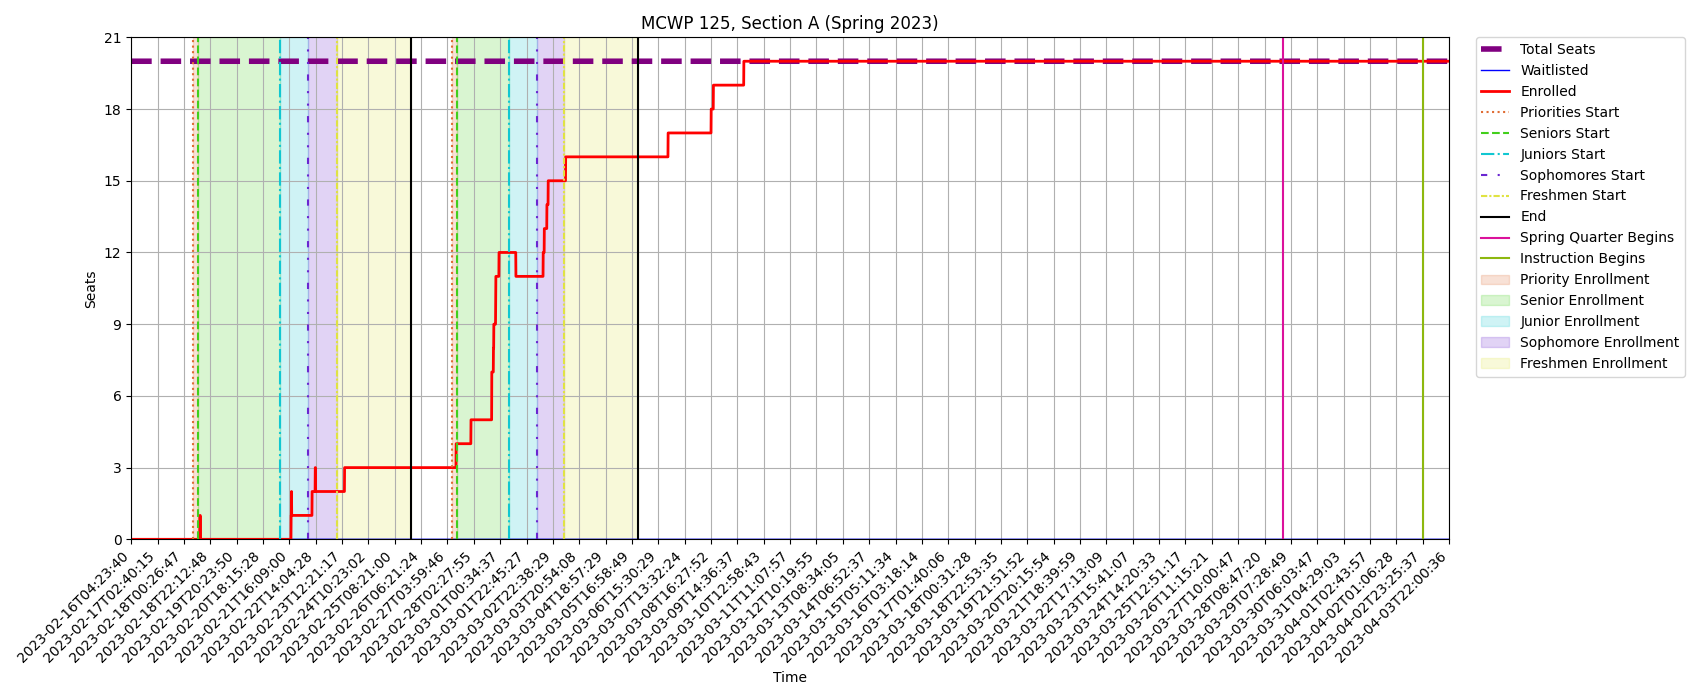 MCWP 125, Section A (Spring 2023)
21
18
15
12
9
6
3
0
Seats
2023-02-16T04:23:40
2023-02-17T02:40:15
2023-02-18T00:26:47
2023-02-18T22:12:48
2023-02-19T20:23:50
2023-02-20T18:15:28
2023-02-21T16:09:00
2023-02-22T14:04:28
2023-02-23T12:21:17
2023-02-24T10:23:02
2023-02-25T08:21:00
2023-02-26T06:21:24
2023-02-27T03:59:46
2023-02-28T02:27:55
2023-03-01T00:34:37
2023-03-01T22:45:27
2023-03-02T22:38:29
2023-03-03T20:54:08
2023-03-04T18:57:29
2023-03-05T16:58:49
2023-03-06T15:30:29
2023-03-07T13:32:24
2023-03-08T16:27:52
2023-03-09T14:36:37
2023-03-10T12:58:43
2023-03-11T11:07:57
2023-03-12T10:19:55
2023-03-13T08:34:05
2023-03-14T06:52:37
2023-03-15T05:11:34
2023-03-16T03:18:14
2023-03-17T01:40:06
2023-03-18T00:31:28
2023-03-18T22:53:35
2023-03-19T21:51:52
2023-03-20T20:15:54
2023-03-21T18:39:59
2023-03-22T17:13:09
2023-03-23T15:41:07
2023-03-24T14:20:33
2023-03-25T12:51:17
2023-03-26T11:15:21
2023-03-27T10:00:47
2023-03-28T08:47:20
2023-03-29T07:28:49
2023-03-30T06:03:47
2023-03-31T04:29:03
2023-04-01T02:43:57
2023-04-02T01:06:28
2023-04-02T23:25:37
2023-04-03T22:00:36
Time
Total Seats
Waitlisted
Enrolled
Priorities Start
Seniors Start
Juniors Start
Sophomores Start
Freshmen Start
End
Spring Quarter Begins
Instruction Begins
Priority Enrollment
Senior Enrollment
Junior Enrollment
Sophomore Enrollment
Freshmen Enrollment